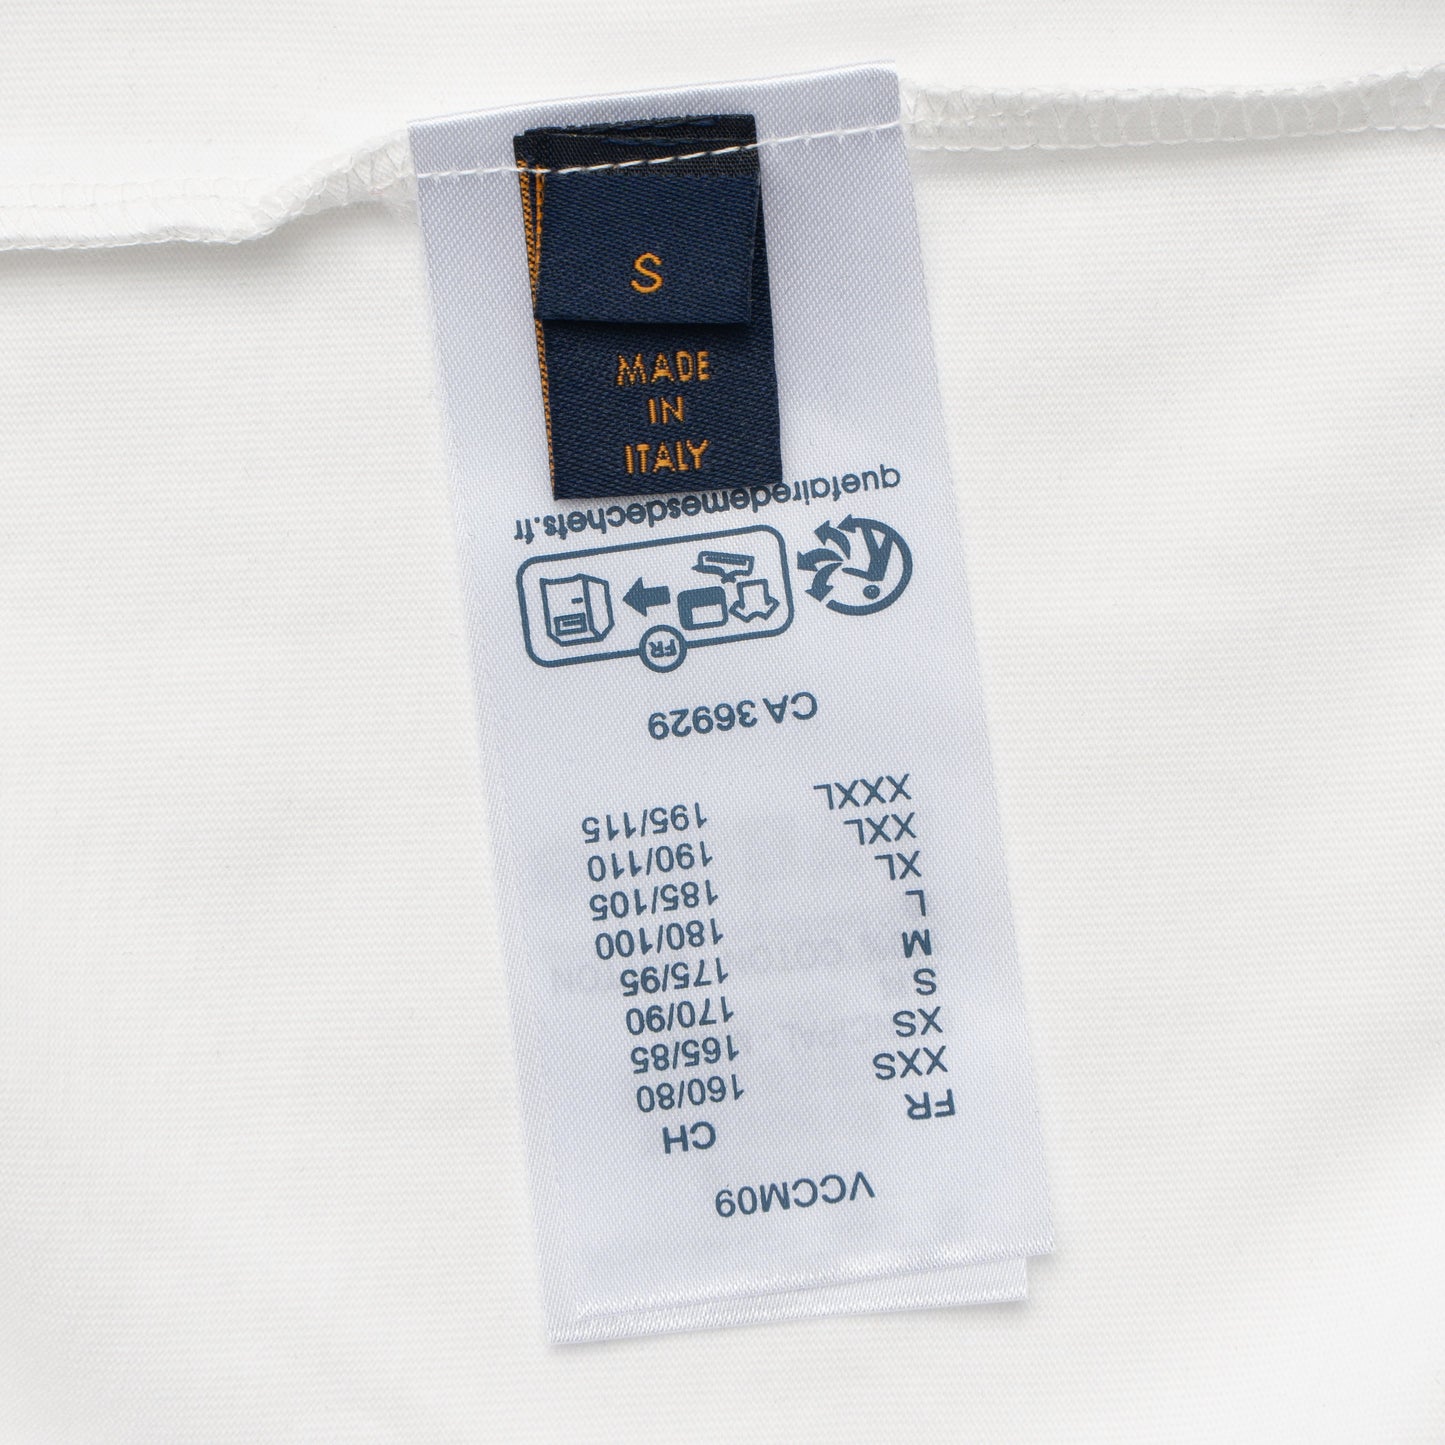 S
MADE
IN
ITALY
VCCM09
FR CH
XXS 160/80
XS 165/85
S 170/90
M 175/95
L 180/100
XL 185/105
XXL 190/110
XXXL 195/115
CA 36929
FR
quefairedemesdechets.fr